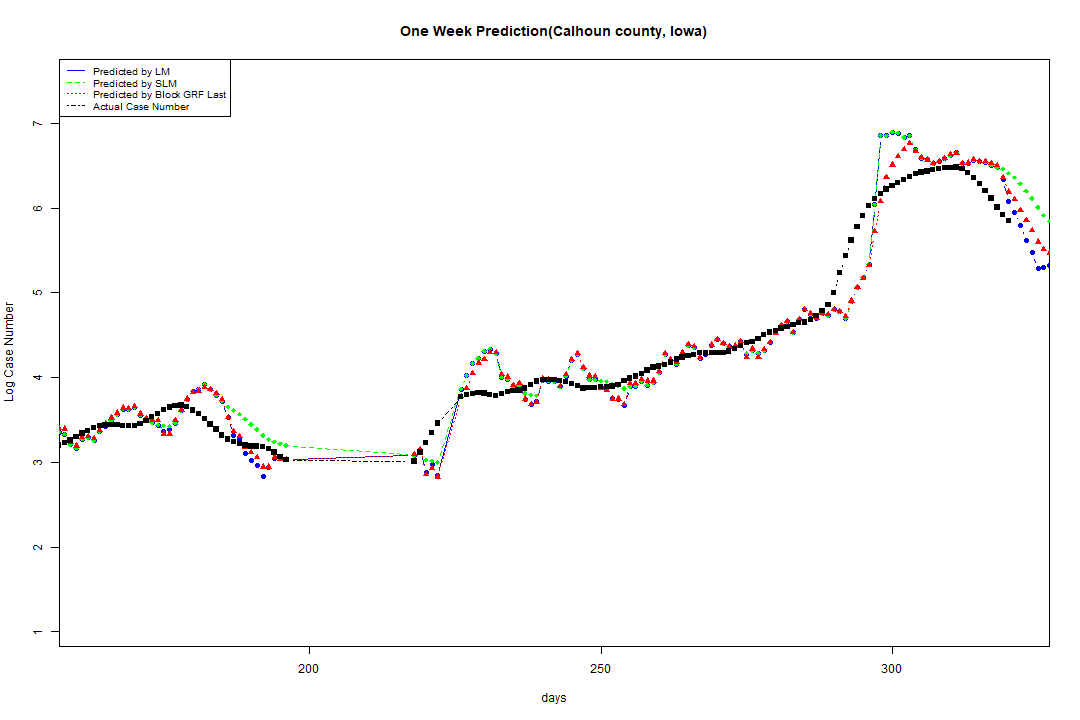 One Week Prediction(Calhoun county, Iowa)
Predicted by LM
Predicted by SLM
Predicted by Block GRF Last
Actual Case Number
7
6
5
4
3
2
1
Log Case Number
200 250 300
days